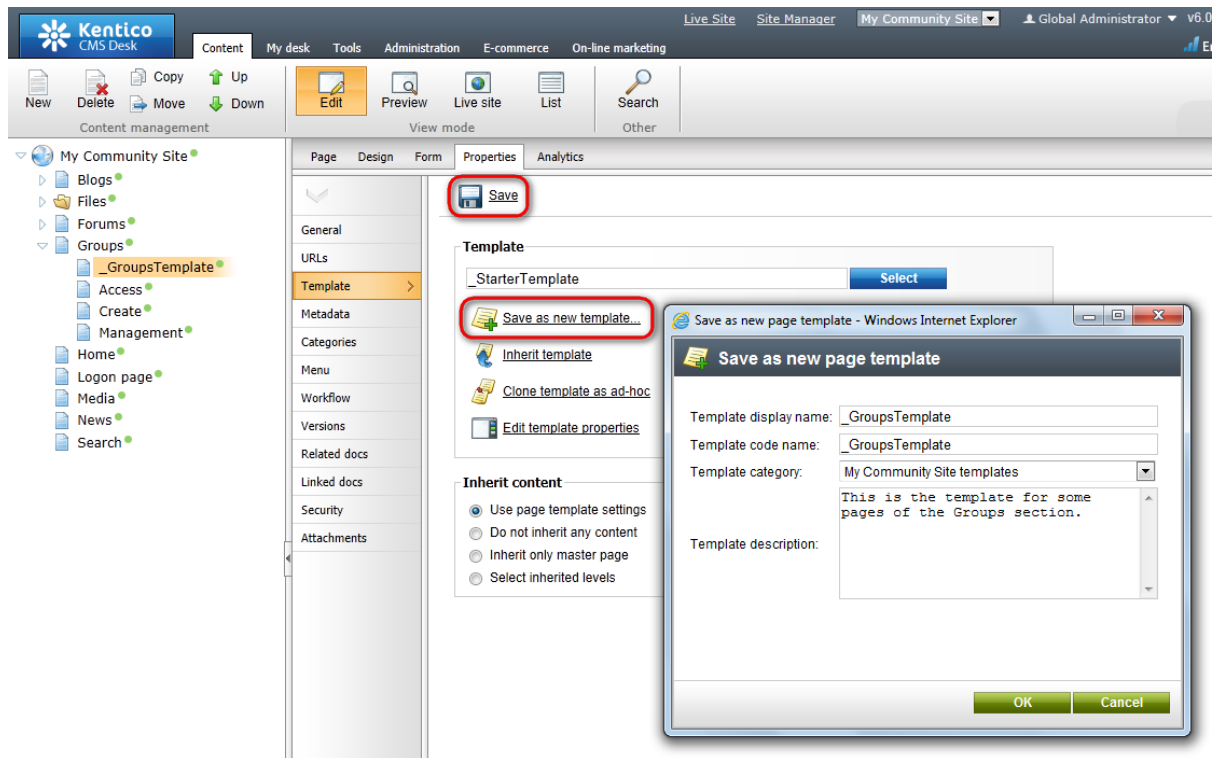 Kentico
CMS Desk
Live Site Site Manager My Community Site Global Administrator v6.0
Content My desk Tools Administration E-commerce On-line marketing
New Delete Copy Move Up Down
Content management
Edit Preview Live site List
View mode
Search
Other
My Community Site
Blogs
Files
Forums
Groups
_GroupsTemplate
Access
Create
Management
Home
Logon page
Media
News
Search
Page Design Form Properties Analytics
General
URLs
Template >
Metadata
Categories
Menu
Workflow
Versions
Related docs
Linked docs
Security
Attachments
Save
Template
_StarterTemplate Select
Save as new template...
Inherit template
Clone template as ad-hoc
Edit template properties
Inherit content
Use page template settings
Do not inherit any content
Inherit only master page
Select inherited levels
Save as new page template - Windows Internet Explorer
Save as new page template
Template display name: _GroupsTemplate
Template code name: _GroupsTemplate
Template category: My Community Site templates
Template description: This is the template for some
pages of the Groups section.
OK Cancel